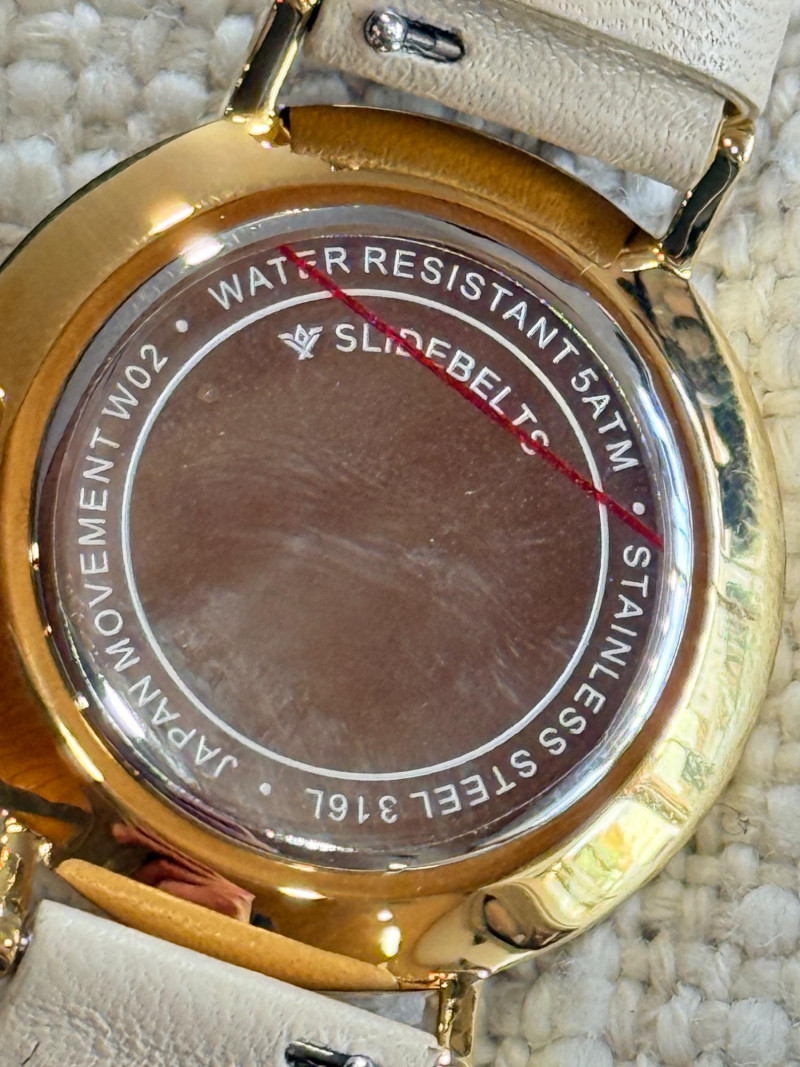 WATER RESISTANT 5ATM • STAINLESS STEEL 316L • JAPAN MOVEMENT W02 •
SLIDEBELTS